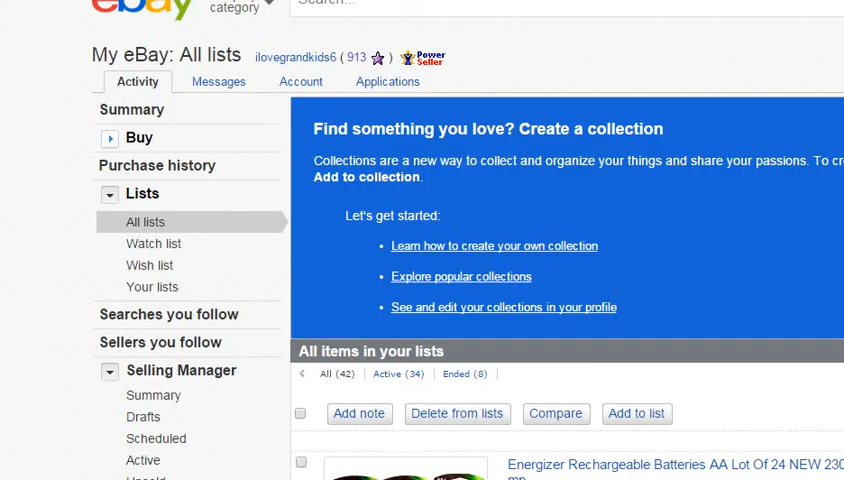 ebay
category
Search...
My eBay: All lists ilovegrandkids6 ( 913 ) Power Seller
Activity Messages Account Applications
Summary
Buy
Purchase history
Lists
All lists
Watch list
Wish list
Your lists
Searches you follow
Sellers you follow
Selling Manager
Summary
Drafts
Scheduled
Active
Unsold
Find something you love? Create a collection
Collections are a new way to collect and organize your things and share your passions. To
Add to collection.
Let's get started:
• Learn how to create your own collection
• Explore popular collections
• See and edit your collections in your profile
All items in your lists
All (42) Active (34) Ended (8)
Add note Delete from lists Compare Add to list
Energizer Rechargeable Batteries AA Lot Of 24 NEW 230